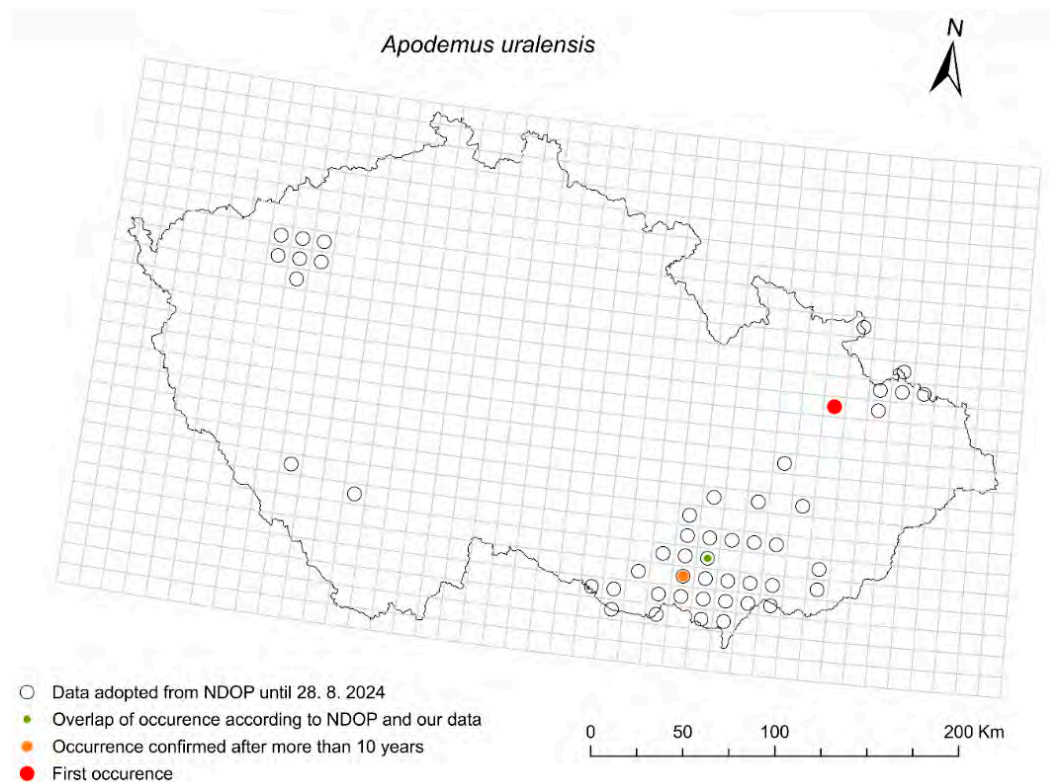 Apodemus uralensis
N
Data adopted from NDOP until 28. 8. 2024
Overlap of occurence according to NDOP and our data
Occurrence confirmed after more than 10 years
First occurence
0 50 100 200 Km